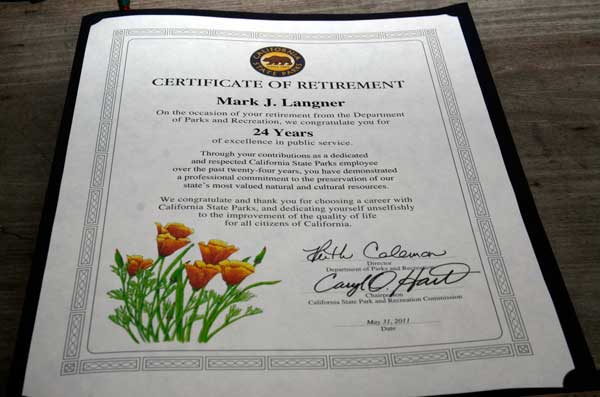 CALIFORNIA
STATE PARKS
CERTIFICATE OF RETIREMENT
Mark J. Langner
On the occasion of your retirement from the Department
of Parks and Recreation, we congratulate you for
24 Years
of excellence in public service.
Through your contributions as a dedicated
and respected California State Parks employee
over the past twenty-four years, you have demonstrated
a professional commitment to the preservation of our
state's most valued natural and cultural resources.
We congratulate and thank you for choosing a career with
California State Parks, and dedicating yourself unselfishly
to the improvement of the quality of life
for all citizens of California.
Ruth Coleman
Director
Department of Parks and Recreation
Caryl O. Hart
Chairperson
California State Park and Recreation Commission
May 31, 2011
Date